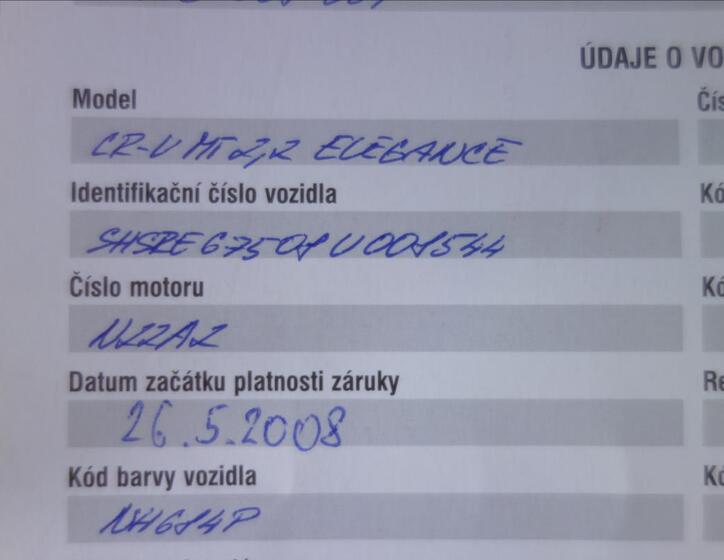 ÚDAJE O VO
Model
CR-V MT 2,2 ELEGANCE
Identifikační číslo vozidla
SHSRE67508U008544
Číslo motoru
N22A2
Datum začátku platnosti záruky
26.5.2008
Kód barvy vozidla